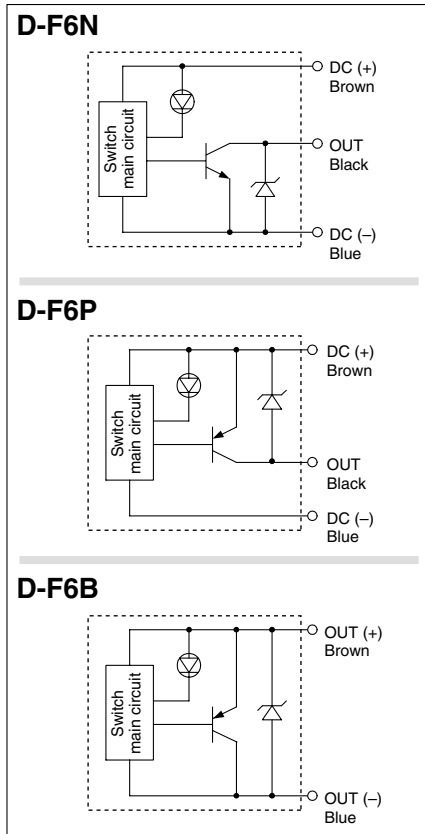 D-F6N
DC (+)
Brown
Switch
main circuit
OUT
Black
DC (–)
Blue
D-F6P
DC (+)
Brown
Switch
main circuit
OUT
Black
DC (–)
Blue
D-F6B
OUT (+)
Brown
Switch
main circuit
OUT (–)
Blue